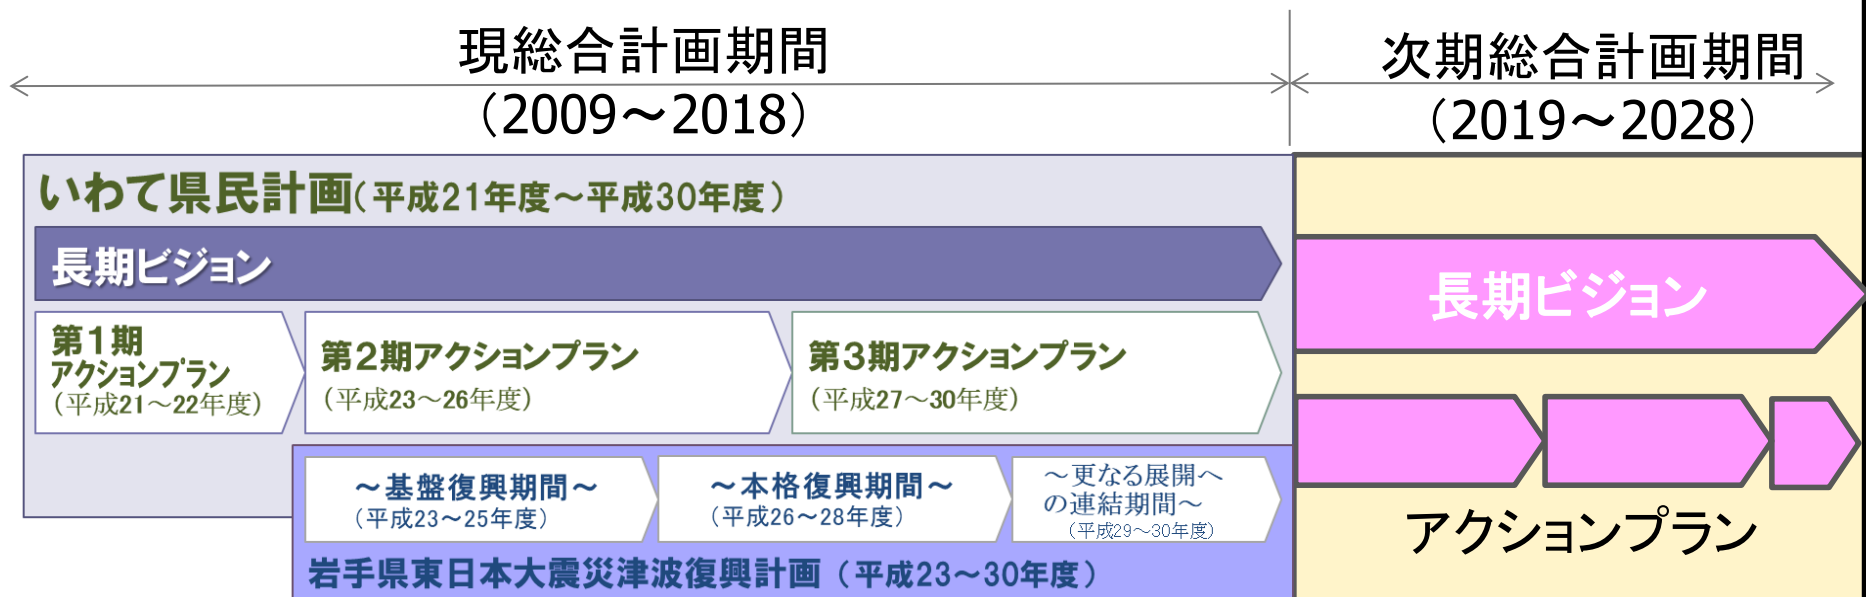 現総合計画期間
（2009～2018）
次期総合計画期間
（2019～2028）
いわて県民計画（平成21年度～平成30年度）
長期ビジョン
第1期
アクションプラン
（平成21～22年度）
第2期アクションプラン
（平成23～26年度）
第3期アクションプラン
（平成27～30年度）
～基盤復興期間～
（平成23～25年度）
～本格復興期間～
（平成26～28年度）
～更なる展開へ
の連結期間～
（平成29～30年度）
岩手県東日本大震災津波復興計画（平成23～30年度）
長期ビジョン
アクションプラン